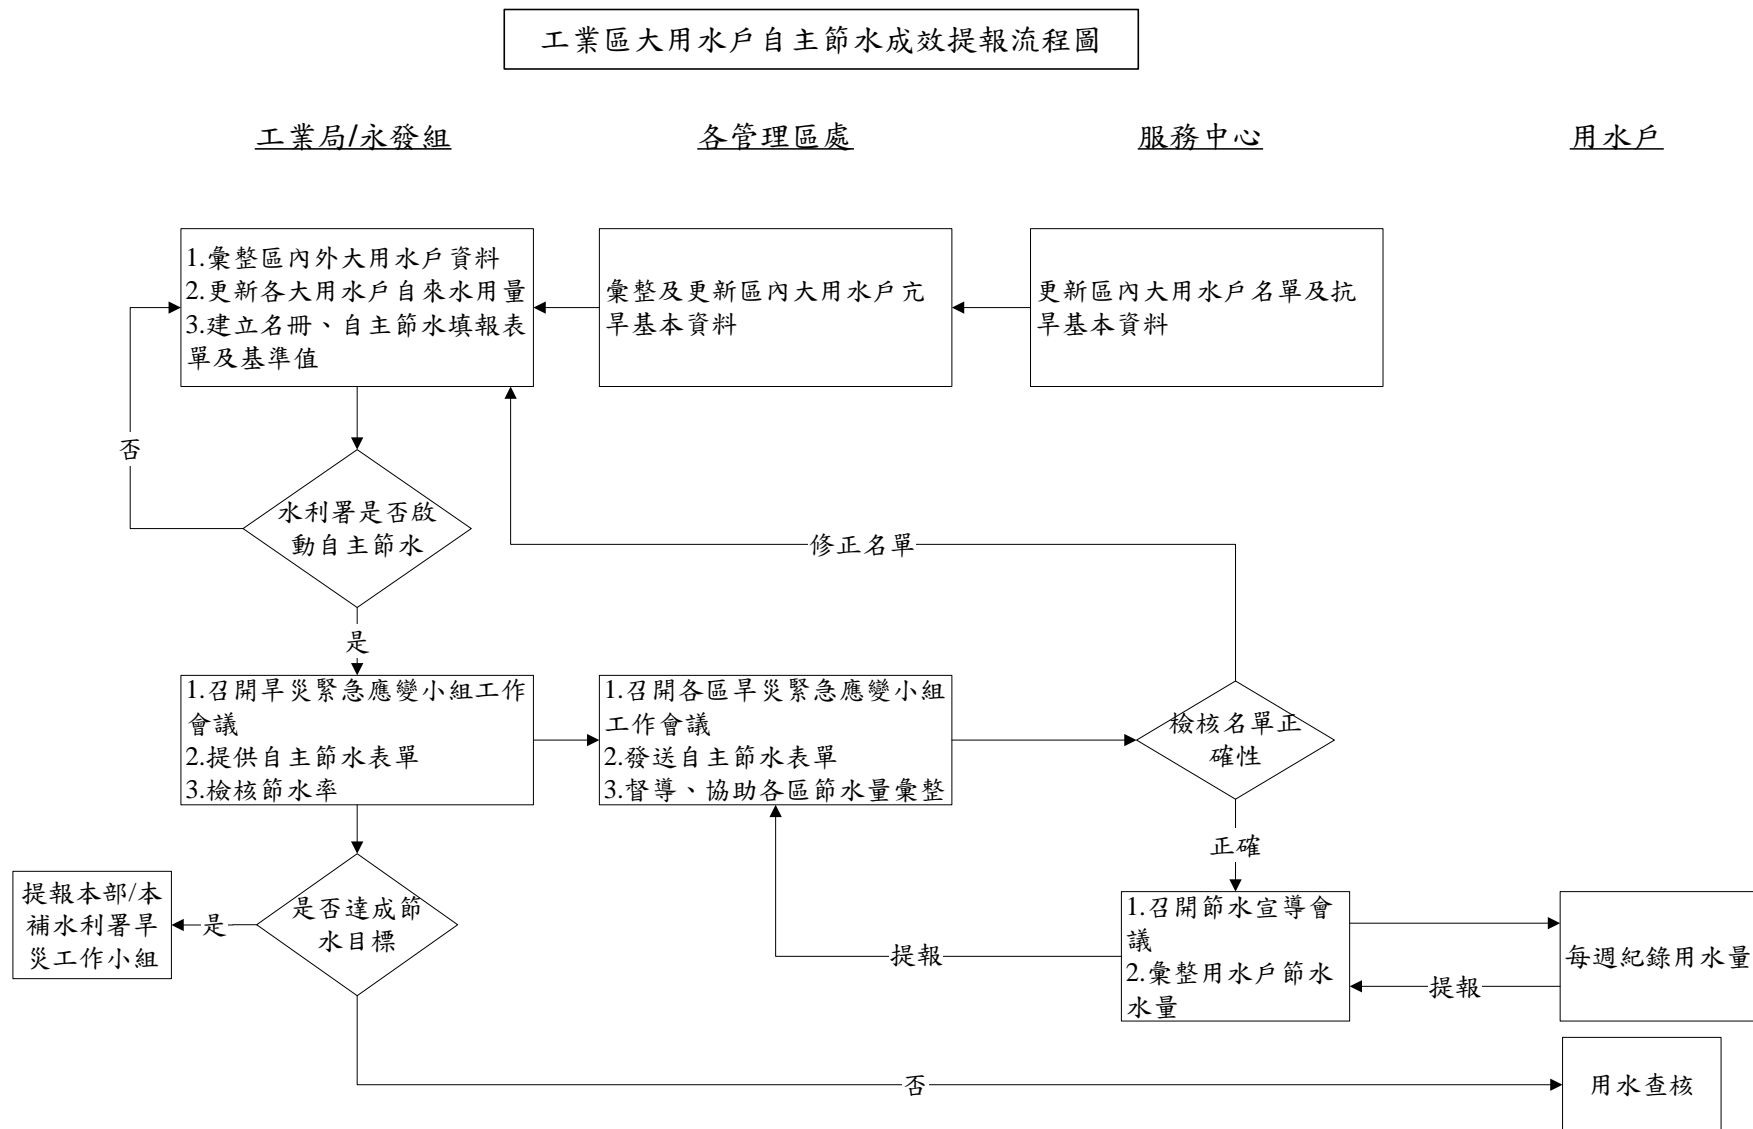 工業區大用水戶自主節水成效提報流程圖
工業局/永發組
各管理區處
服務中心
用水戶
1.彙整區內外大用水戶資料
2.更新各大用水戶自來水用量
3.建立名冊、自主節水填報表
單及基準值
彙整及更新區內大用水戶亢
旱基本資料
更新區內大用水戶名單及抗
旱基本資料
否
水利署是否啟
動自主節水
修正名單
是
1.召開旱災緊急應變小組工作
會議
2.提供自主節水表單
3.檢核節水率
1.召開各區旱災緊急應變小組
工作會議
2.發送自主節水表單
3.督導、協助各區節水量彙整
檢核名單正
確性
正確
提報本部/本
補水利署旱
災工作小組
是
是否達成節
水目標
提報
1.召開節水宣導會
議
2.彙整用水戶節水
水量
提報
每週紀錄用水量
否
用水查核